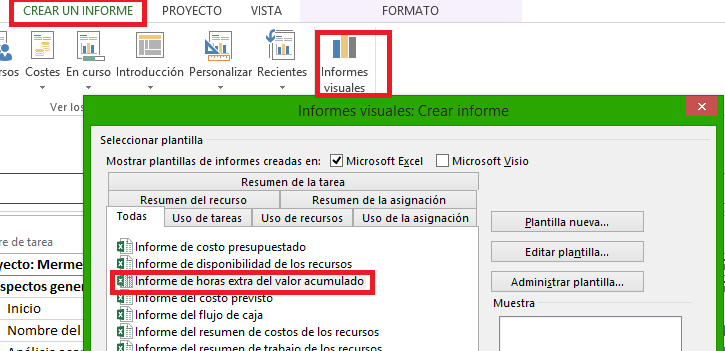 CREAR UN INFORME PROYECTO VISTA FORMATO
Costes En curso Introducción Personalizar Recientes Informes
visuales
Ver los
Informes visuales: Crear informe
Seleccionar plantilla
Mostrar plantillas de informes creadas en: Microsoft Excel Microsoft Visio
Resumen de la tarea
Resumen del recurso Resumen de la asignación
Todas Uso de tareas Uso de recursos Uso de la asignación
Plantilla nueva...
Informe de costo presupuestado
Editar plantilla...
Informe de disponibilidad de los recursos
Informe de horas extra del valor acumulado
Administrar plantilla...
Informe del costo previsto
Muestra
Informe del flujo de caja
Informe del resumen de costos de los recursos
Informe del resumen de trabajo de los recursos
re de tarea
yecto: Merme
spectos gener
Inicio
Nombre del